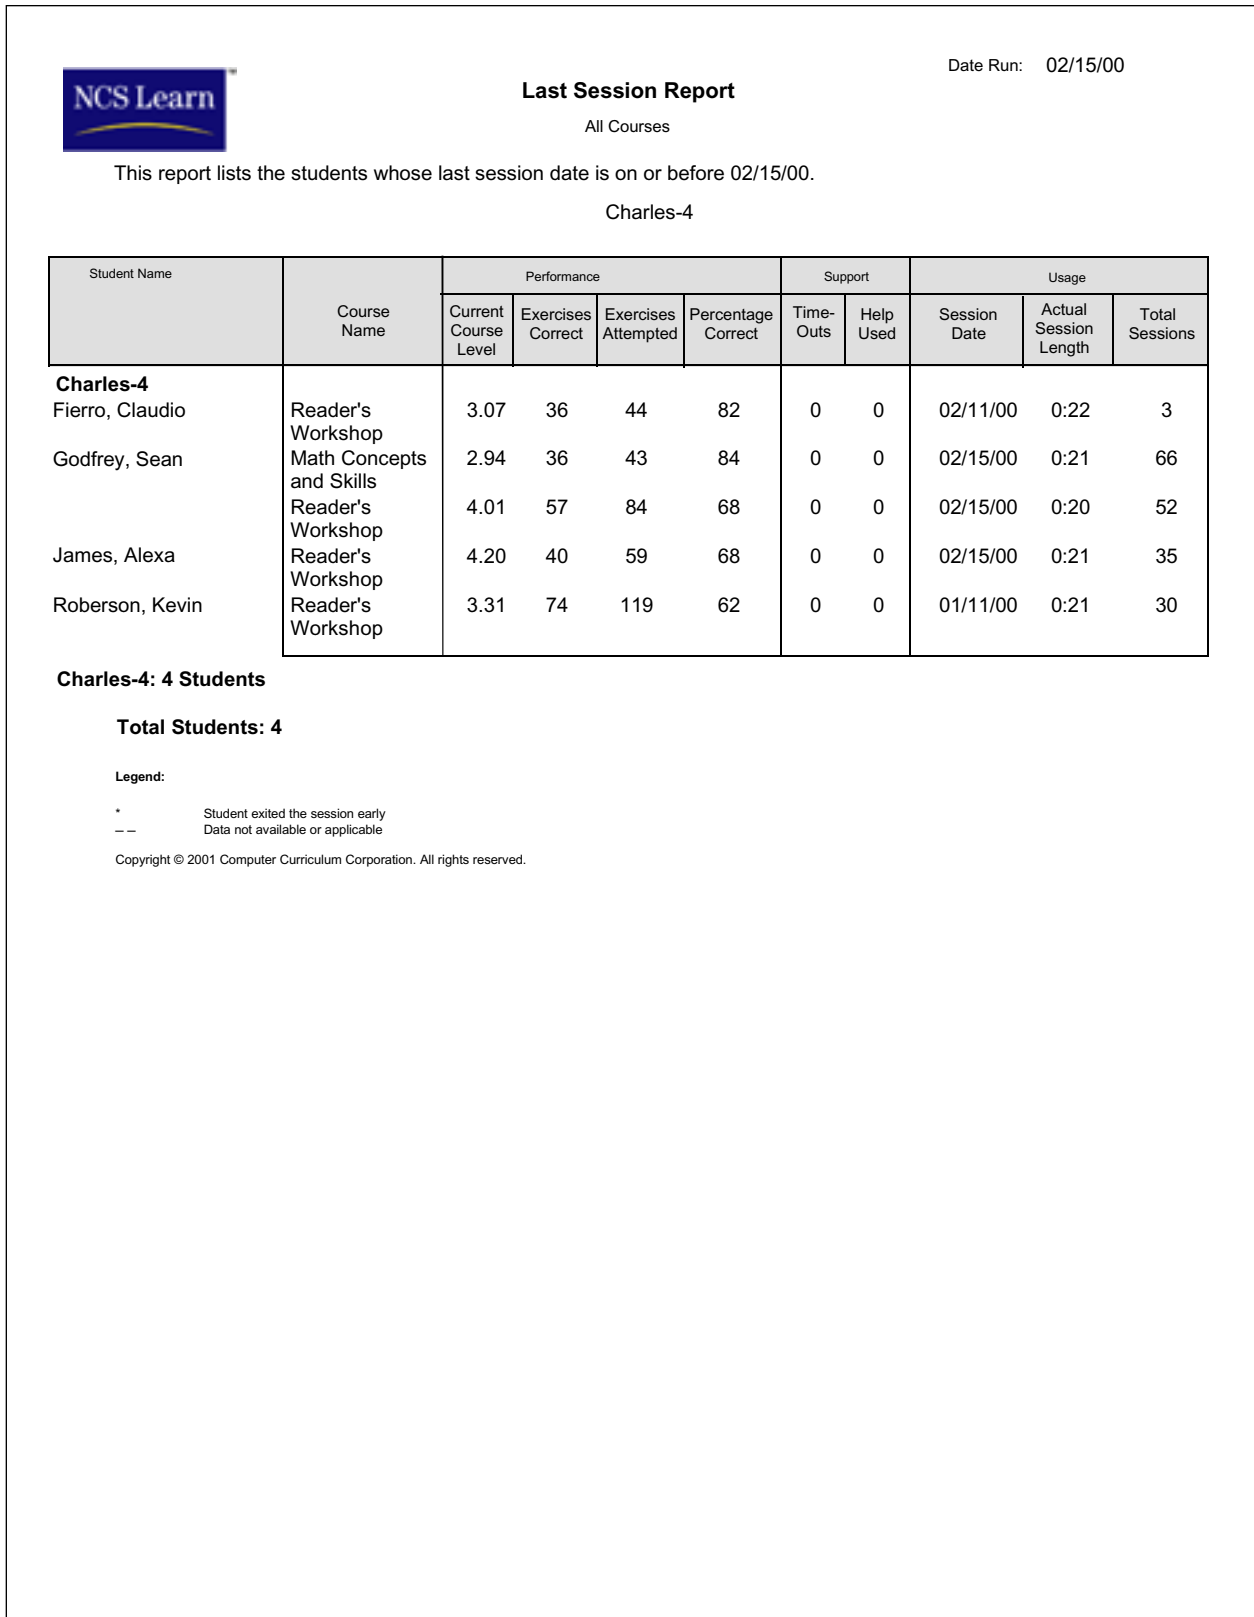 Date Run: 02/15/00
NCS Learn
Last Session Report
All Courses
This report lists the students whose last session date is on or before 02/15/00.
Charles-4
Student Name Performance Support Usage
Course Name Current Course Level Exercises Correct Exercises Attempted Percentage Correct Time-Outs Help Used Session Date Actual Session Length Total Sessions
Charles-4
Fierro, Claudio Reader's Workshop 3.07 36 44 82 0 0 02/11/00 0:22 3
Godfrey, Sean Math Concepts and Skills 2.94 36 43 84 0 0 02/15/00 0:21 66
Reader's Workshop 4.01 57 84 68 0 0 02/15/00 0:20 52
James, Alexa Reader's Workshop 4.20 40 59 68 0 0 02/15/00 0:21 35
Roberson, Kevin Reader's Workshop 3.31 74 119 62 0 0 01/11/00 0:21 30
Charles-4: 4 Students
Total Students: 4
Legend:
* Student exited the session early
– – Data not available or applicable
Copyright © 2001 Computer Curriculum Corporation. All rights reserved.